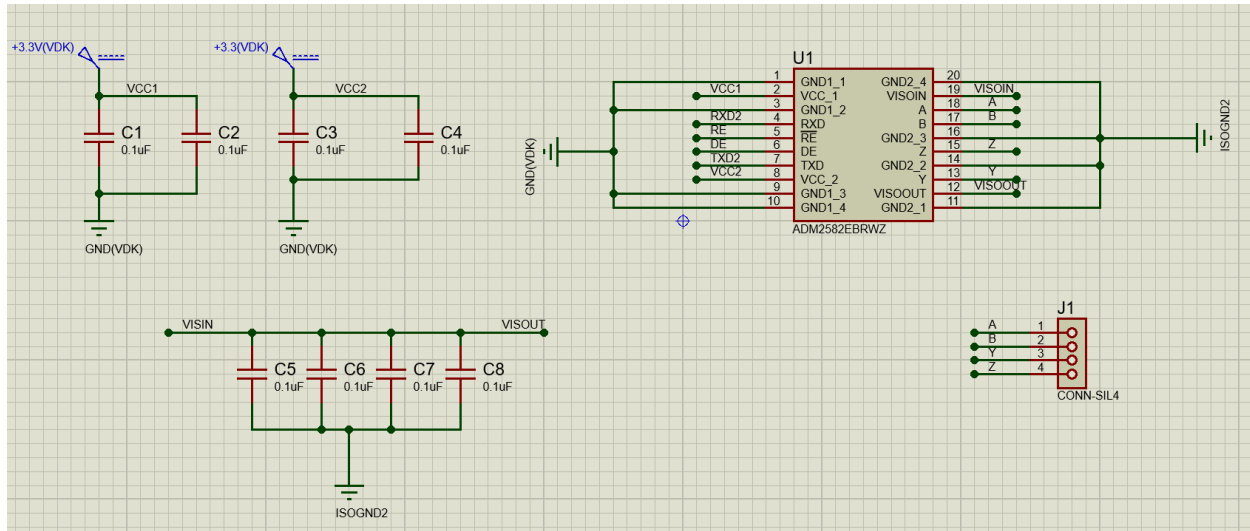 +3.3V(VDK)
VCC1
C1
0.1uF
C2
0.1uF
GND(VDK)
+3.3(VDK)
VCC2
C3
0.1uF
C4
0.1uF
GND(VDK)
U1
GND(VDK)
VCC1
RXD2
RE
DE
TXD2
VCC2
1 GND1_1
2 VCC_1
3 GND1_2
4 RXD
5 RE
6 DE
7 TXD
8 VCC_2
9 GND1_3
10 GND1_4
GND2_4 20
VISOIN 19 VISOIN
A 18 A
B 17 B
GND2_3 16
Z 15 Z
GND2_2 14
Y 13 Y
VISOOUT 12 VISOOUT
GND2_1 11
ADM2582EBRWZ
ISOGND2
VISIN
VISOUT
C5
0.1uF
C6
0.1uF
C7
0.1uF
C8
0.1uF
ISOGND2
J1
A 1
B 2
Y 3
Z 4
CONN-SIL4